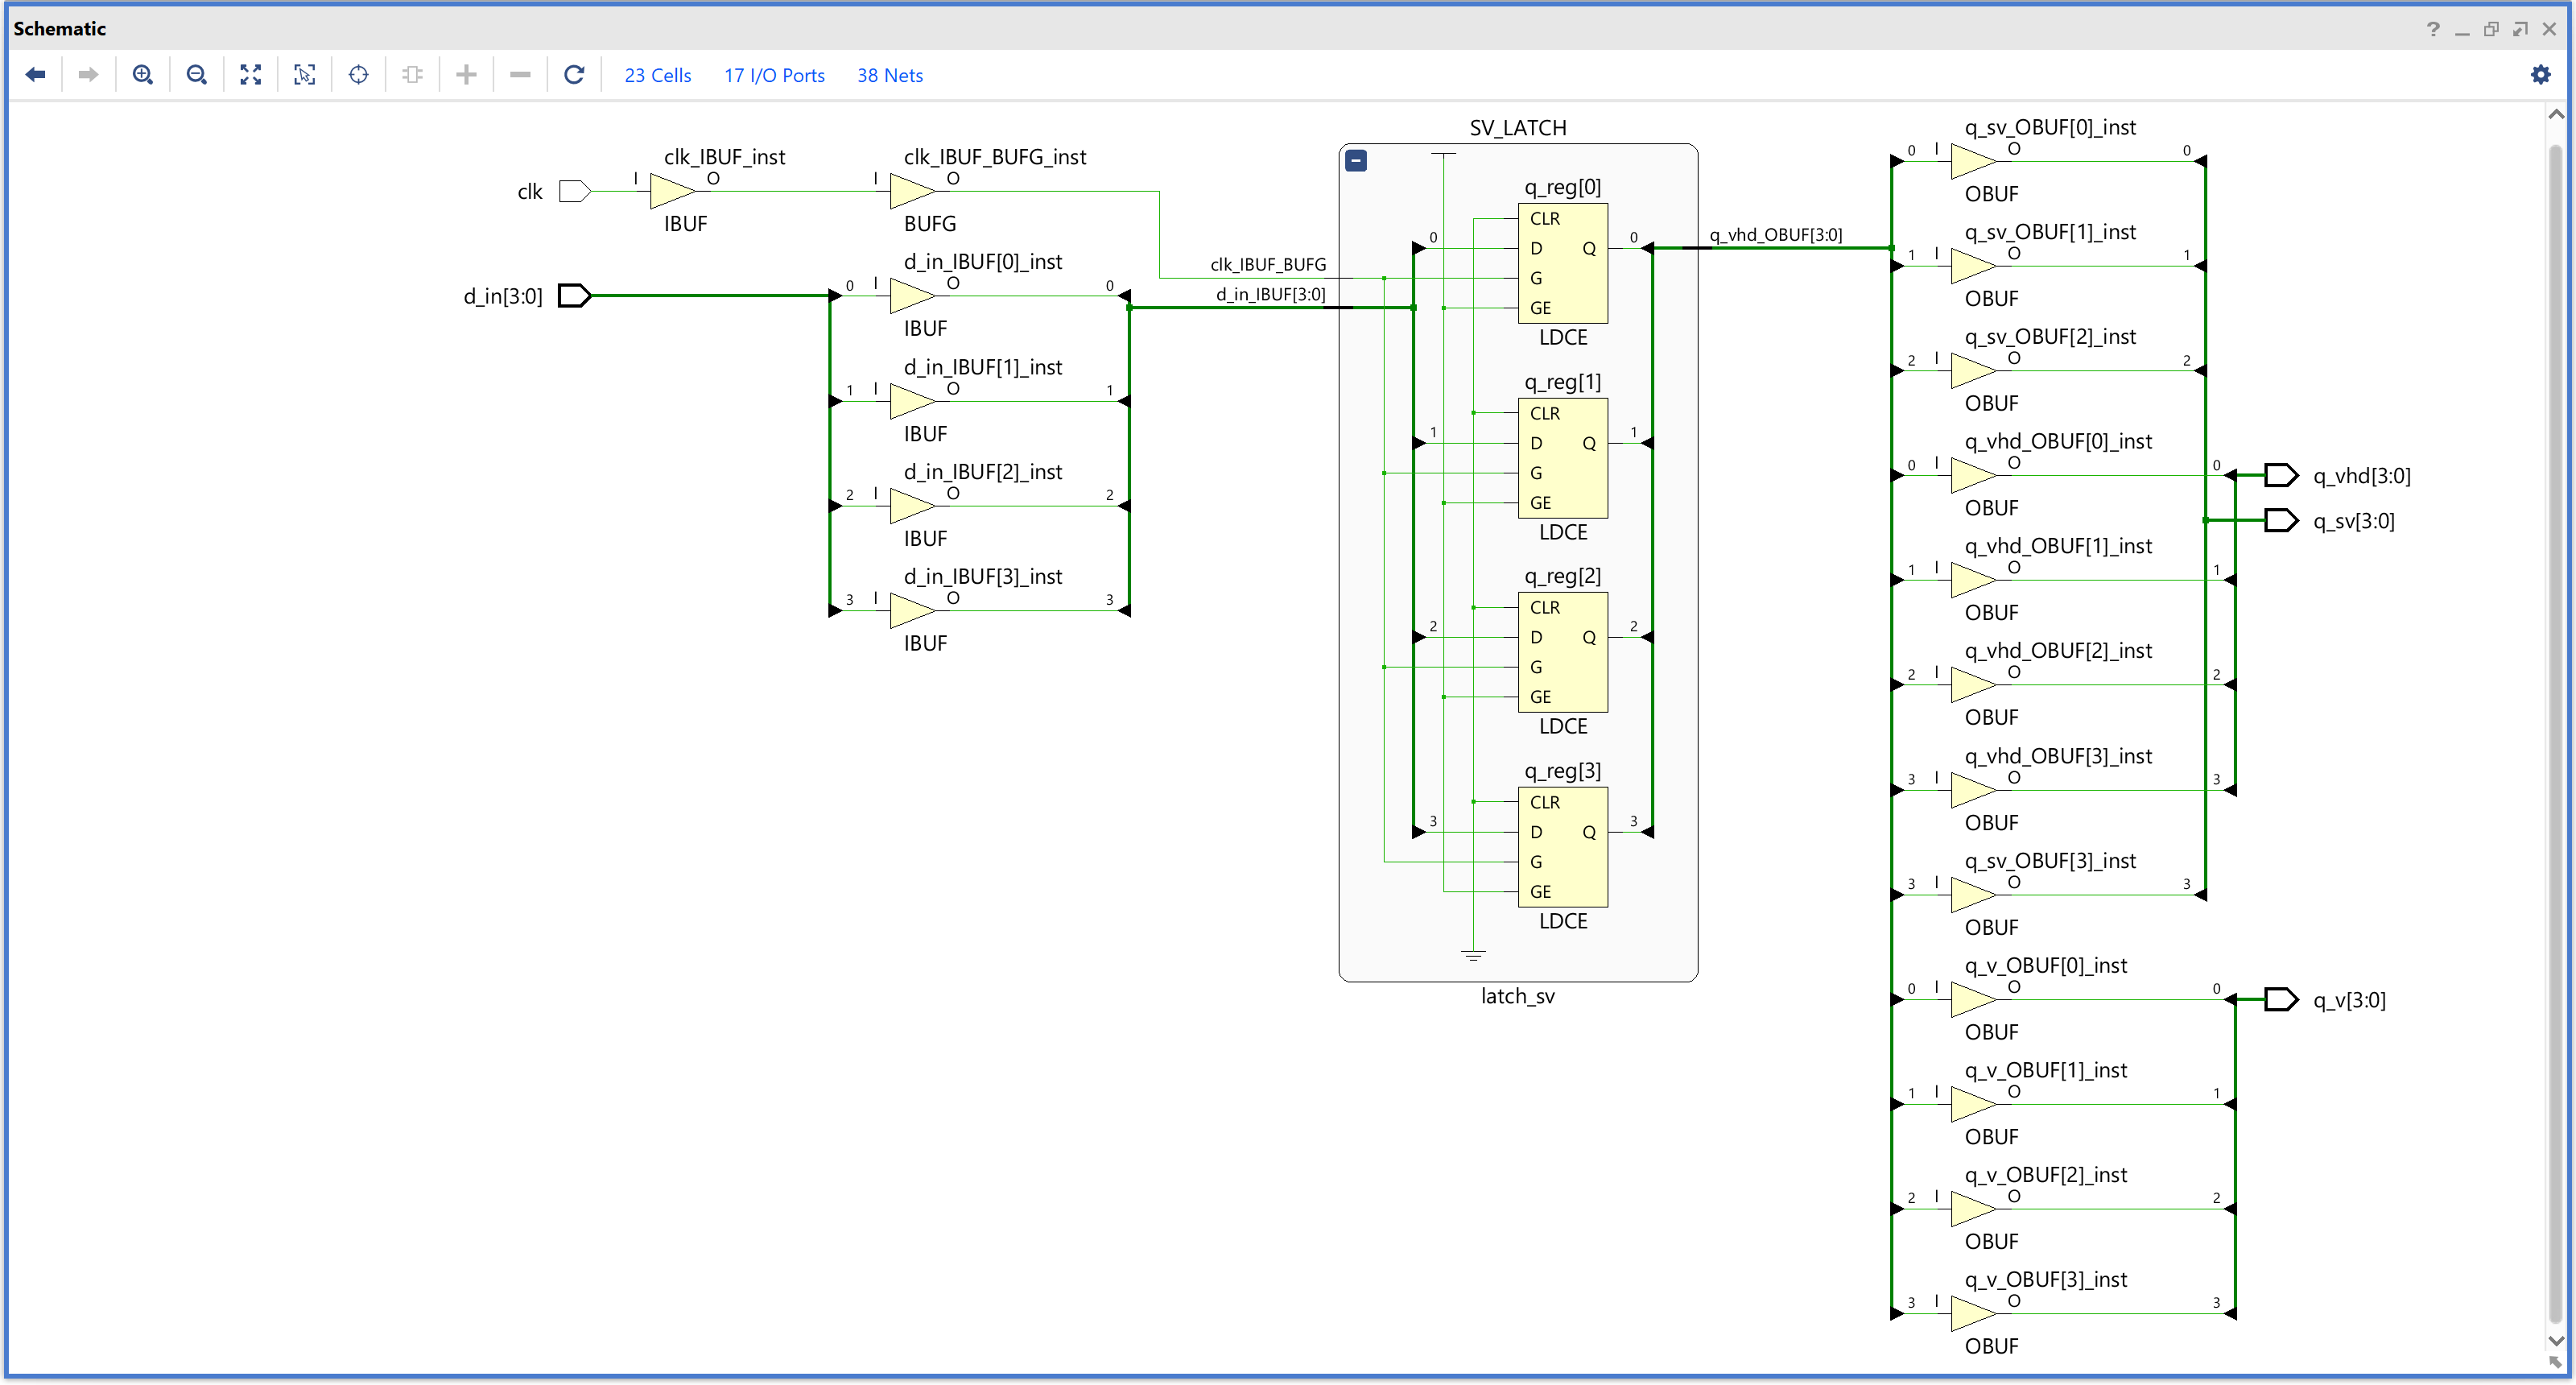 Schematic
23 Cells 17 I/O Ports 38 Nets
SV_LATCH
clk
I
clk_IBUF_inst
O
IBUF
I
clk_IBUF_BUFG_inst
O
BUFG
d_in[3:0]
0 I
d_in_IBUF[0]_inst
O
0
IBUF
1 I
d_in_IBUF[1]_inst
O
1
IBUF
2 I
d_in_IBUF[2]_inst
O
2
IBUF
3 I
d_in_IBUF[3]_inst
O
3
IBUF
clk_IBUF_BUFG
d_in_IBUF[3:0]
q_reg[0]
CLR
0 D Q 0
G
GE
LDCE
q_reg[1]
CLR
1 D Q 1
G
GE
LDCE
q_reg[2]
CLR
2 D Q 2
G
GE
LDCE
q_reg[3]
CLR
3 D Q 3
G
GE
LDCE
latch_sv
q_vhd_OBUF[3:0]
q_sv_OBUF[0]_inst
0 I O 0
OBUF
q_sv_OBUF[1]_inst
1 I O 1
OBUF
q_sv_OBUF[2]_inst
2 I O 2
OBUF
q_vhd_OBUF[0]_inst
0 I O 0
OBUF
q_vhd[3:0]
q_sv[3:0]
q_vhd_OBUF[1]_inst
1 I O 1
OBUF
q_vhd_OBUF[2]_inst
2 I O 2
OBUF
q_vhd_OBUF[3]_inst
3 I O 3
OBUF
q_sv_OBUF[3]_inst
3 I O 3
OBUF
q_v_OBUF[0]_inst
0 I O 0
q_v[3:0]
OBUF
q_v_OBUF[1]_inst
1 I O 1
OBUF
q_v_OBUF[2]_inst
2 I O 2
OBUF
q_v_OBUF[3]_inst
3 I O 3
OBUF